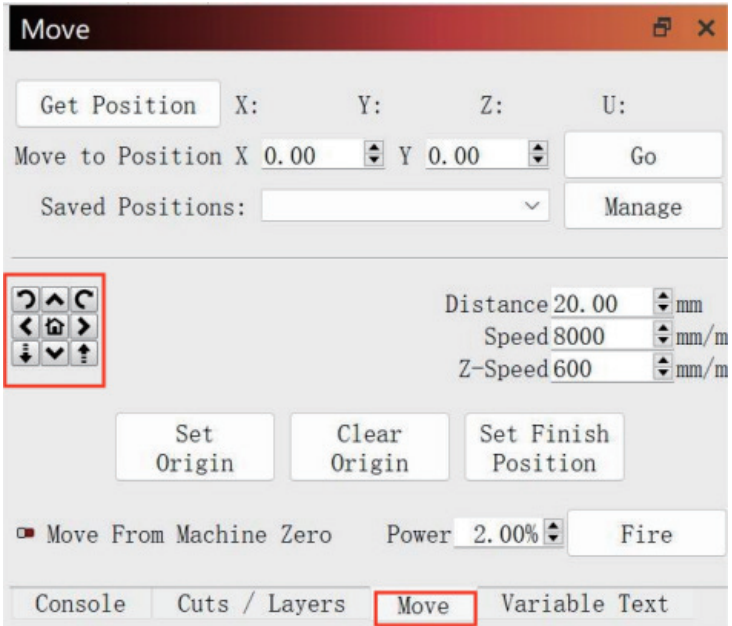 Move
Get Position X: Y: Z: U:
Move to Position X 0.00 Y 0.00 Go
Saved Positions: Manage
Distance 20.00 mm
Speed 8000 mm/m
Z-Speed 600 mm/m
Set Origin
Clear Origin
Set Finish Position
Move From Machine Zero Power 2.00% Fire
Console Cuts / Layers Move Variable Text